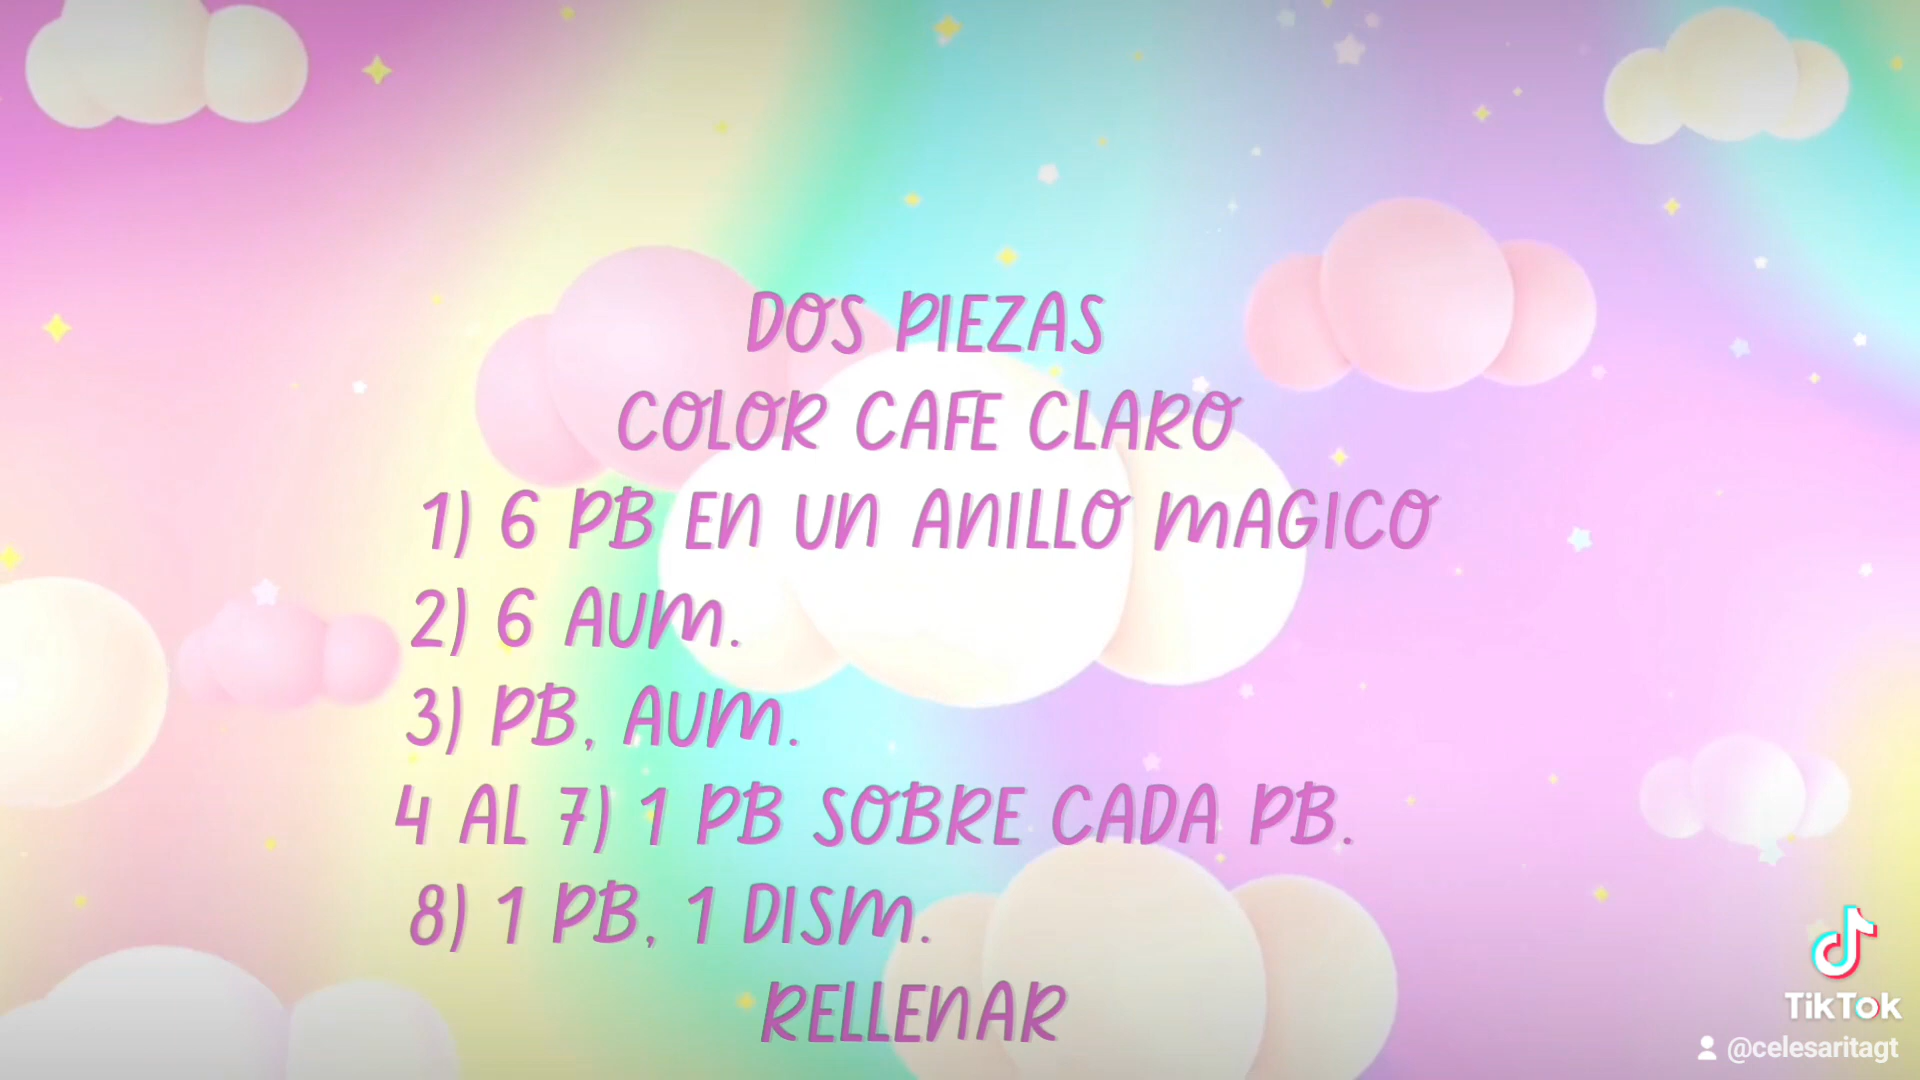 DOS PIEZAS
COLOR CAFE CLARO
1) 6 PB EN UN ANILLO MAGICO
2) 6 AUM.
3) PB, AUM.
4 AL 7) 1 PB SOBRE CADA PB.
8) 1 PB, 1 DISM.
RELLENAR
TikTok
@celesaritagt